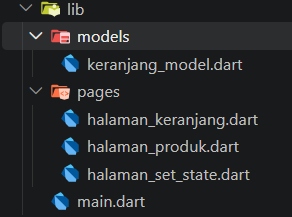 lib
models
keranjang_model.dart
pages
halaman_keranjang.dart
halaman_produk.dart
halaman_set_state.dart
main.dart